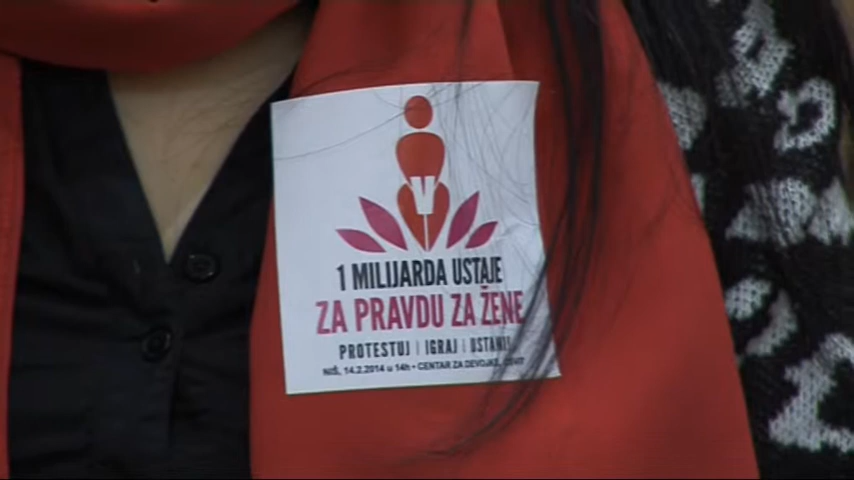 V
1 MILIJARDA USTAJE
ZA PRAVDU ZA ŽENE
PROTESTUJ | IGRAJ | USTANI!
NIŠ, 14.2.2014 u 14h • CENTAR ZA DEVOJKE,